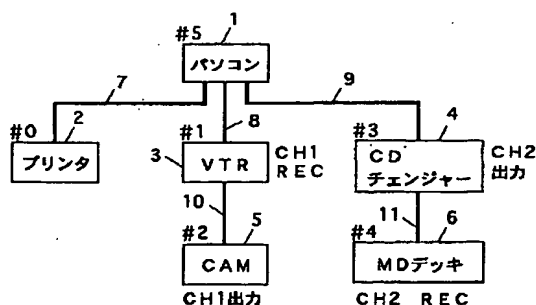 #5 1
パソコン
7 8 9
#0 2
プリンタ
#1
3
VTR
CH1
REC
#3 4
CD
チェンジャー
CH2
出力
10 11
#2 5
CAM
CH1出力
#4 6
MDデッキ
CH2 REC